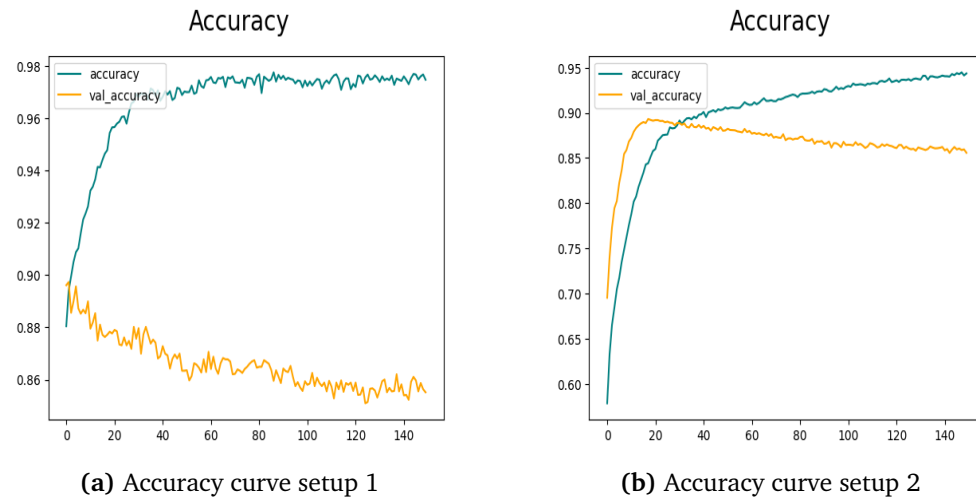 Accuracy
accuracy
val_accuracy
0.98
0.96
0.94
0.92
0.90
0.88
0.86
0 20 40 60 80 100 120 140
(a) Accuracy curve setup 1
Accuracy
accuracy
val_accuracy
0.95
0.90
0.85
0.80
0.75
0.70
0.65
0.60
0 20 40 60 80 100 120 140
(b) Accuracy curve setup 2